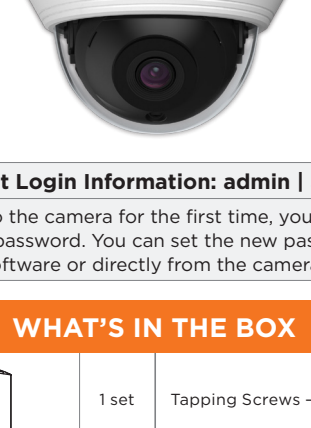 t Login Information: admin |
o the camera for the first time, you
password. You can set the new pas
oftware or directly from the camera
WHAT'S IN THE BOX
1 set
Tapping Screws –